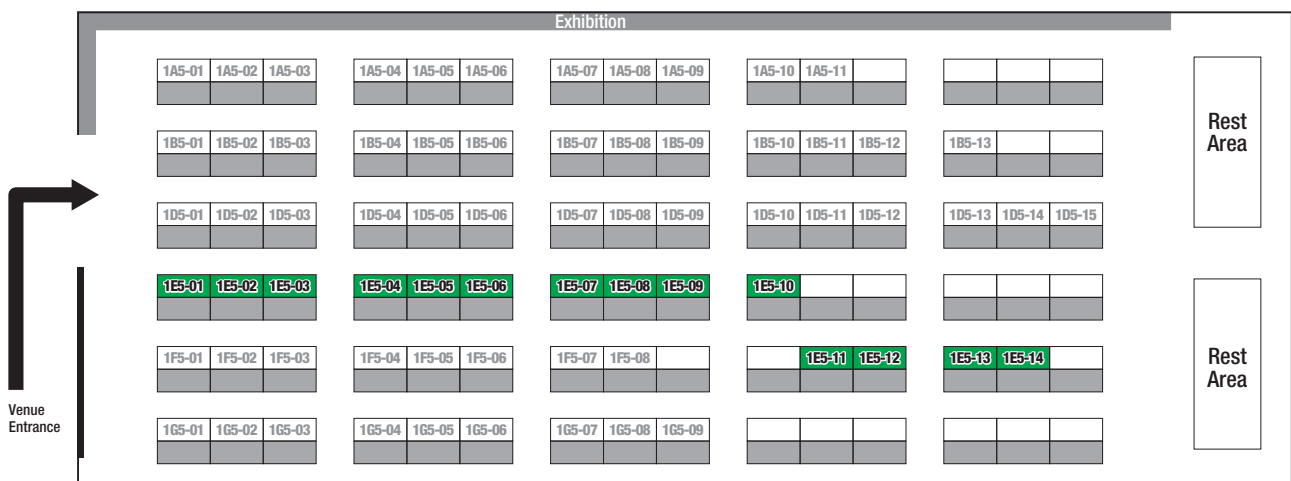 Exhibition
1A5-01 1A5-02 1A5-03 1A5-04 1A5-05 1A5-06 1A5-07 1A5-08 1A5-09 1A5-10 1A5-11
Rest
Area
1B5-01 1B5-02 1B5-03 1B5-04 1B5-05 1B5-06 1B5-07 1B5-08 1B5-09 1B5-10 1B5-11 1B5-12 1B5-13
1D5-01 1D5-02 1D5-03 1D5-04 1D5-05 1D5-06 1D5-07 1D5-08 1D5-09 1D5-10 1D5-11 1D5-12 1D5-13 1D5-14 1D5-15
1E5-01 1E5-02 1E5-03 1E5-04 1E5-05 1E5-06 1E5-07 1E5-08 1E5-09 1E5-10
1F5-01 1F5-02 1F5-03 1F5-04 1F5-05 1F5-06 1F5-07 1F5-08 1E5-11 1E5-12 1E5-13 1E5-14
Rest
Area
Venue
Entrance
1G5-01 1G5-02 1G5-03 1G5-04 1G5-05 1G5-06 1G5-07 1G5-08 1G5-09